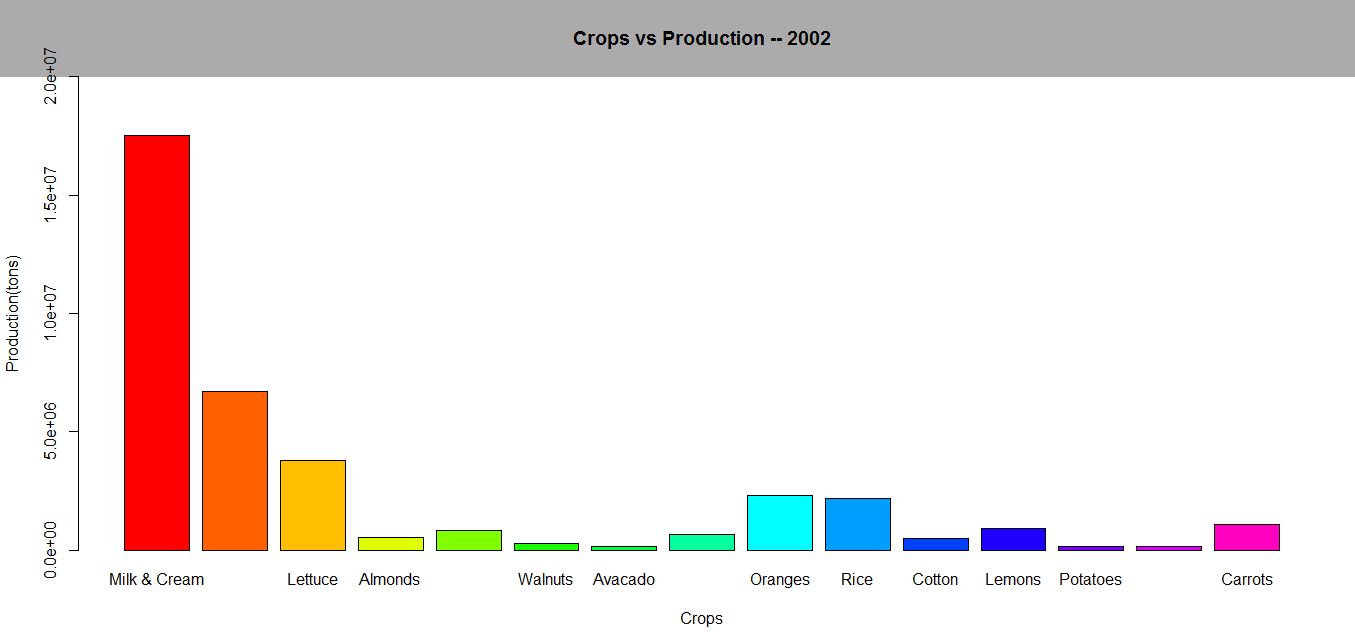 Crops vs Production -- 2002
Production(tons)
2.0e+07
1.5e+07
1.0e+07
5.0e+06
0.0e+00
Milk & Cream Lettuce Almonds Walnuts Avacado Oranges Rice Cotton Lemons Potatoes Carrots
Crops